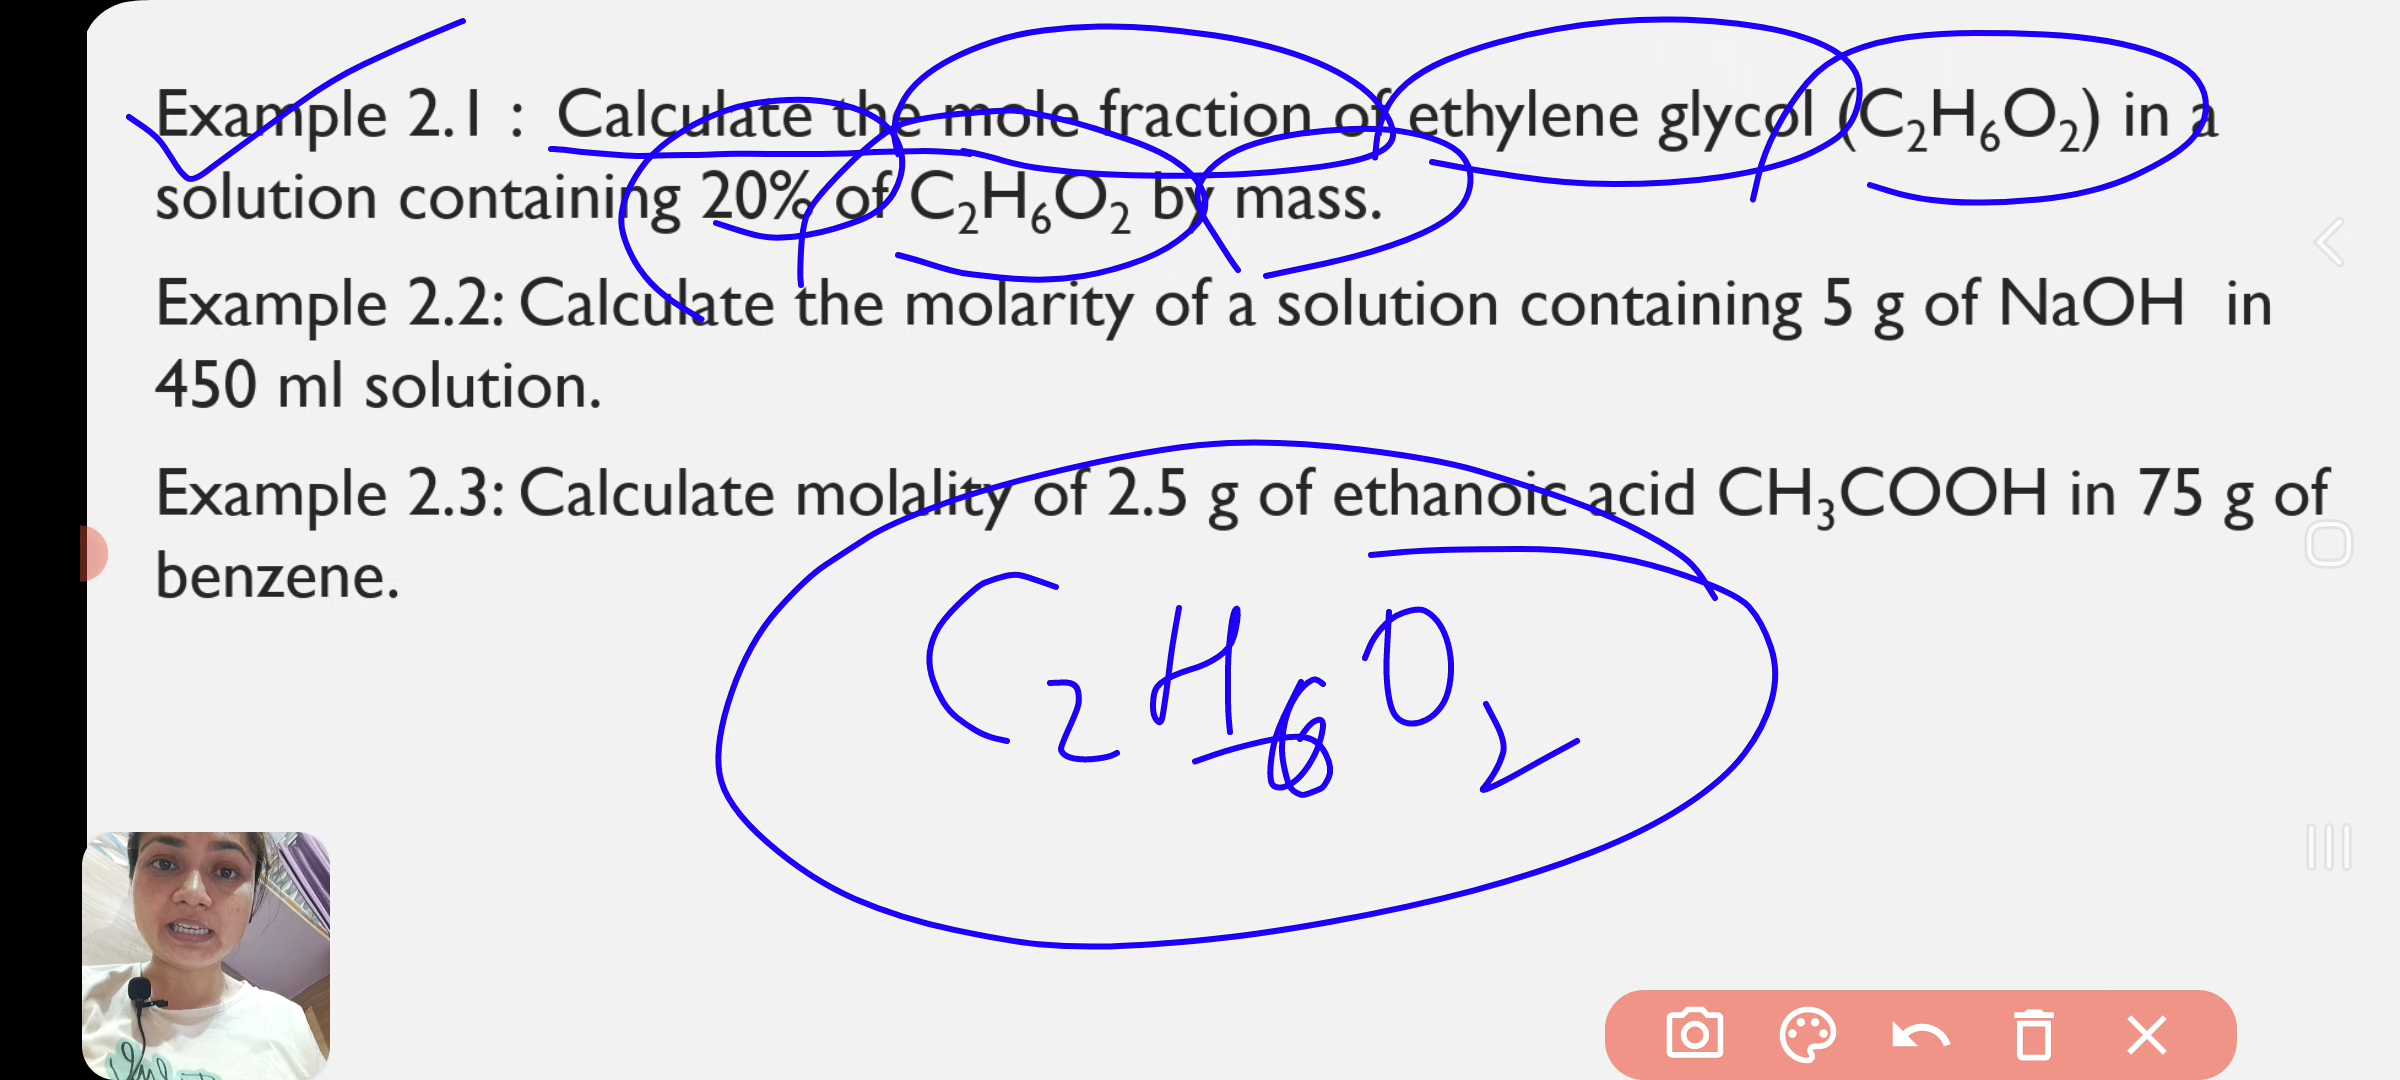 Example 2.1 : Calculate the mole fraction of ethylene glycol (C₂H₆O₂) in a
solution containing 20% of C₂H₆O₂ by mass.
Example 2.2: Calculate the molarity of a solution containing 5 g of NaOH in
450 ml solution.
Example 2.3: Calculate molality of 2.5 g of ethanoic acid CH₃COOH in 75 g of
benzene.
C₂H₆O₂